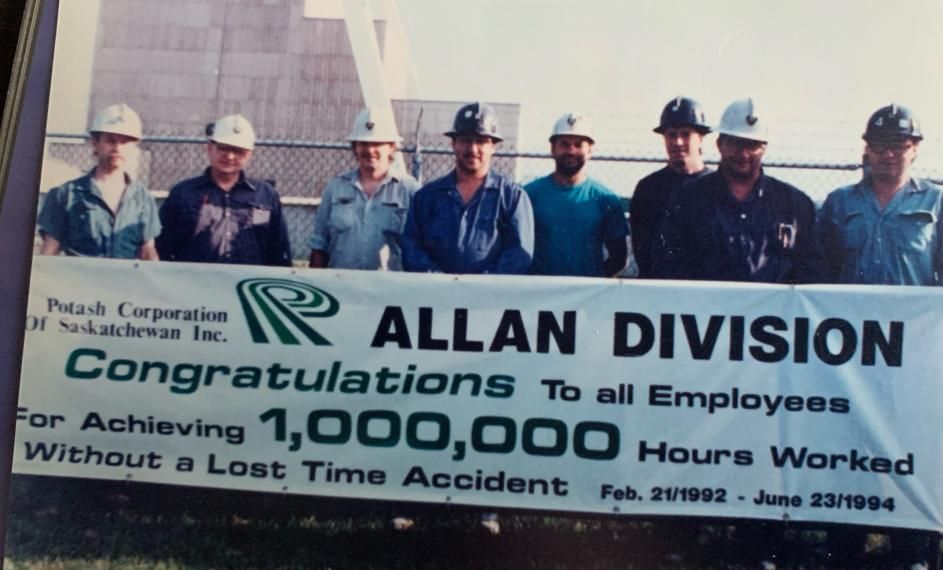 Potash Corporation
Of Saskatchewan Inc.
ALLAN DIVISION
Congratulations To all Employees
For Achieving 1,000,000 Hours Worked
Without a Lost Time Accident
Feb. 21/1992 - June 23/1994